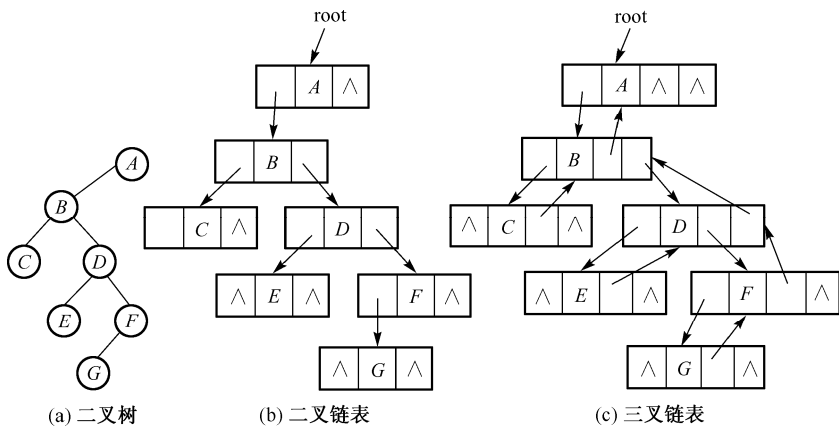 root
A ∧
B
C ∧
D
∧ E ∧
F ∧
∧ G ∧
root
A ∧ ∧
B
∧ C ∧
D
∧ E ∧
F ∧
∧ G ∧
A
B
C
D
E
F
G
(a) 二叉树
(b) 二叉链表
(c) 三叉链表